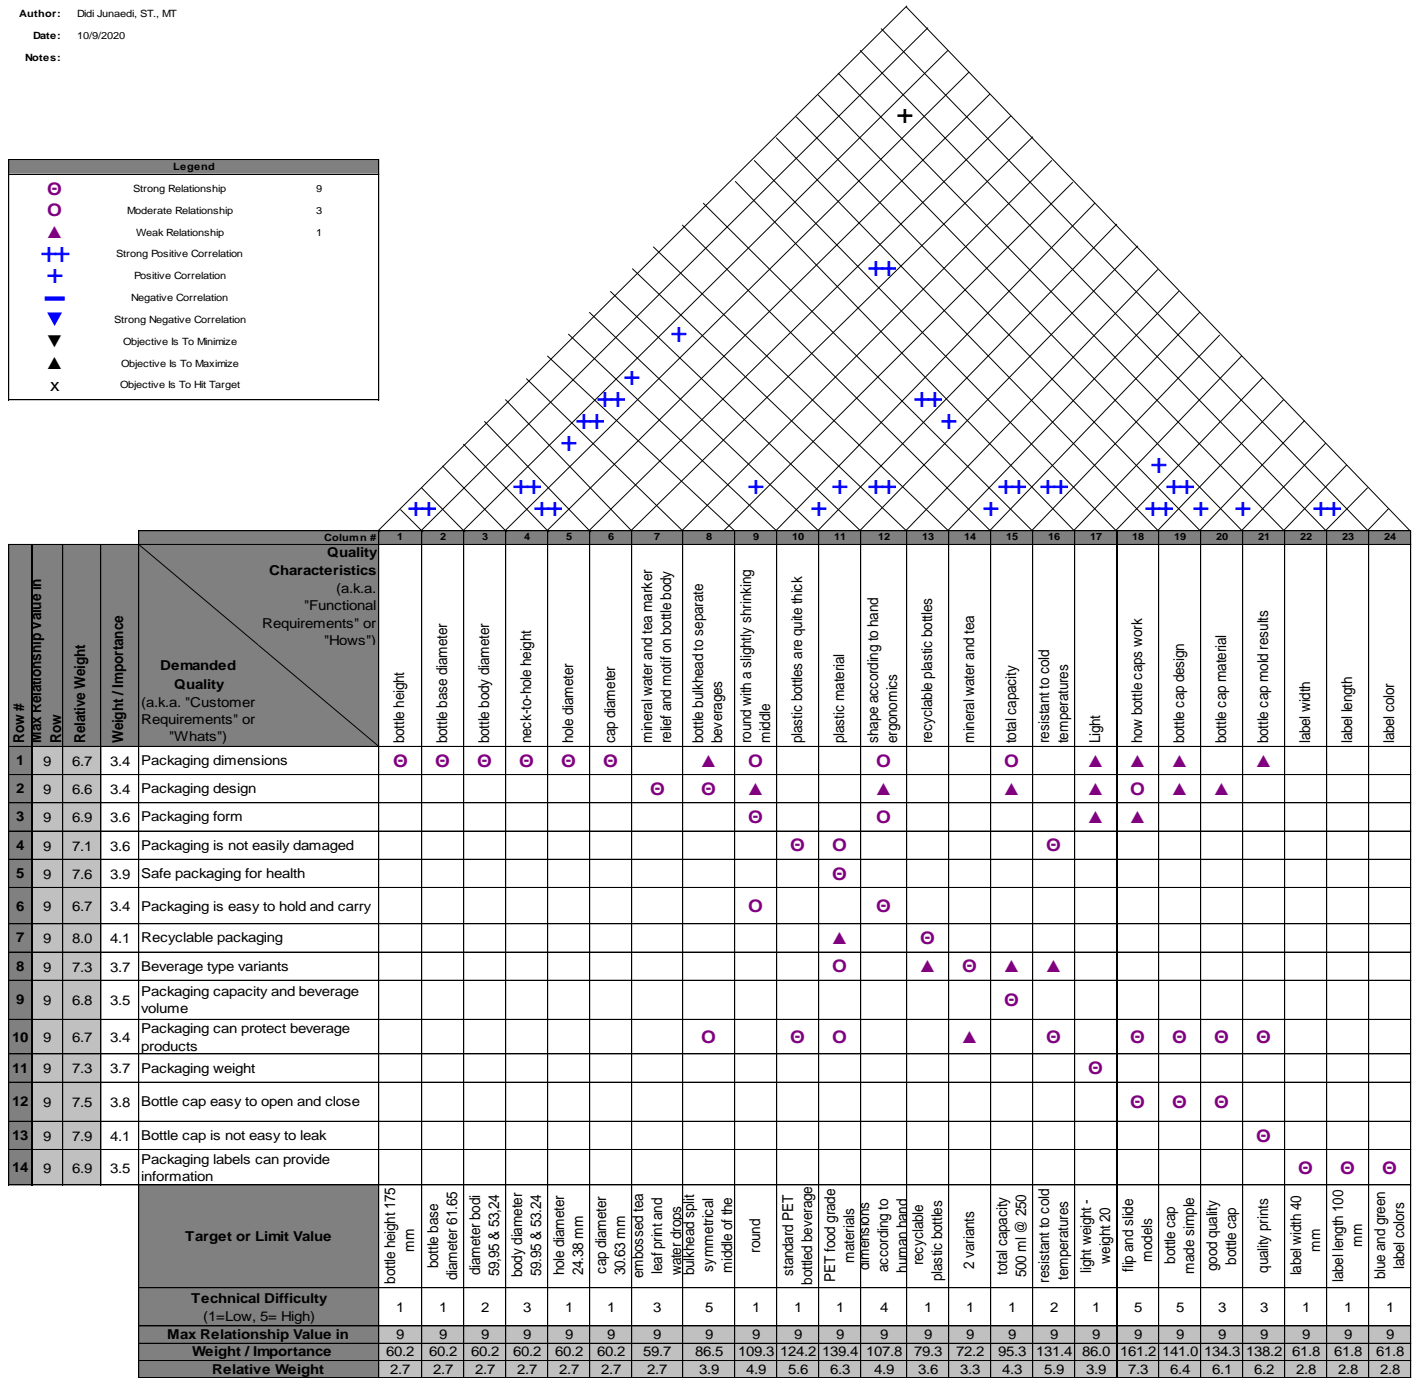 Author: Didi Junaedi, ST., MT
Date: 10/9/2020
Notes:
Legend
Θ Strong Relationship 9
Ο Moderate Relationship 3
▲ Weak Relationship 1
++ Strong Positive Correlation
+ Positive Correlation
▬ Negative Correlation
▼ Strong Negative Correlation
▼ Objective Is To Minimize
▲ Objective Is To Maximize
x Objective Is To Hit Target
Column # 1 2 3 4 5 6 7 8 9 10 11 12 13 14 15 16 17 18 19 20 21 22 23 24
Row #
Max Relationship Value in
Row
Relative Weight
Weight / Importance
Quality
Characteristics
(a.k.a.
"Functional
Requirements" or
"Hows")
Demanded
Quality
(a.k.a. "Customer
Requirements" or
"Whats")
bottle height
bottle base diameter
bottle body diameter
neck-to-hole height
hole diameter
cap diameter
mineral water and tea marker
relief and motif on bottle body
bottle bulkhead to separate
beverages
round with a slightly shrinking
middle
plastic bottles are quite thick
plastic material
shape according to hand
ergonomics
recyclable plastic bottles
mineral water and tea
total capacity
resistant to cold
temperatures
Light
how bottle caps work
bottle cap design
bottle cap material
bottle cap mold results
label width
label length
label color
1 9 6.7 3.4 Packaging dimensions Θ Θ Θ Θ Θ Θ ▲ Ο Ο Ο ▲ ▲ ▲ ▲
2 9 6.6 3.4 Packaging design Θ Θ ▲ ▲ ▲ ▲ Ο ▲ ▲
3 9 6.9 3.6 Packaging form Θ Ο ▲ ▲
4 9 7.1 3.6 Packaging is not easily damaged Θ Ο Θ
5 9 7.6 3.9 Safe packaging for health Θ
6 9 6.7 3.4 Packaging is easy to hold and carry Ο Θ
7 9 8.0 4.1 Recyclable packaging ▲ Θ
8 9 7.3 3.7 Beverage type variants Ο ▲ Θ ▲ ▲
9 9 6.8 3.5 Packaging capacity and beverage
volume Θ
10 9 6.7 3.4 Packaging can protect beverage
products Ο Θ Ο ▲ Θ Θ Θ Θ Θ
11 9 7.3 3.7 Packaging weight Θ
12 9 7.5 3.8 Bottle cap easy to open and close Θ Θ Θ
13 9 7.9 4.1 Bottle cap is not easy to leak Θ
14 9 6.9 3.5 Packaging labels can provide
information Θ Θ Θ
Target or Limit Value
bottle height 175
mm
bottle base
diameter 61.65
diameter bodi
59,95 & 53,24
body diameter
59.95 & 53.24
hole diameter
24.38 mm
cap diameter
30.63 mm
embossed tea
leaf print and
water drops
bulkhead split
symmetrical
middle of the
round
standard PET
bottled beverage
PET food grade
materials
dimensions
according to
human hand
recyclable
plastic bottles
2 variants
total capacity
500 ml @ 250
resistant to cold
temperatures
light weight -
weight 20
flip and slide
models
bottle cap
made simple
good quality
bottle cap
quality prints
label width 40
mm
label length 100
mm
blue and green
label colors
Technical Difficulty
(1=Low, 5= High) 1 1 2 3 1 1 3 5 1 1 1 4 1 1 1 2 1 5 5 3 3 1 1 1
Max Relationship Value in 9 9 9 9 9 9 9 9 9 9 9 9 9 9 9 9 9 9 9 9 9 9 9 9
Weight / Importance 60.2 60.2 60.2 60.2 60.2 60.2 59.7 86.5 109.3 124.2 139.4 107.8 79.3 72.2 95.3 131.4 86.0 161.2 141.0 134.3 138.2 61.8 61.8 61.8
Relative Weight 2.7 2.7 2.7 2.7 2.7 2.7 2.7 3.9 4.9 5.6 6.3 4.9 3.6 3.3 4.3 5.9 3.9 7.3 6.4 6.1 6.2 2.8 2.8 2.8